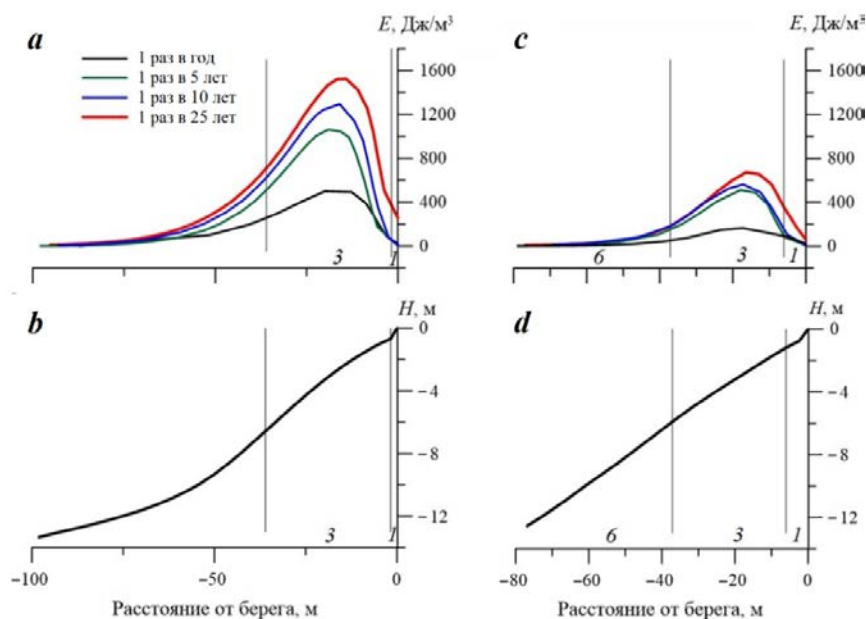 a
E, Дж/м³
1 раз в год
1 раз в 5 лет
1 раз в 10 лет
1 раз в 25 лет
1600
1200
800
400
0
3
1
c
E, Дж/м³
1600
1200
800
400
0
6
3
1
b
H, м
0
−4
−8
−12
3
1
−100
−50
0
Расстояние от берега, м
d
H, м
0
−4
−8
−12
6
3
1
−80
−60
−40
−20
0
Расстояние от берега, м